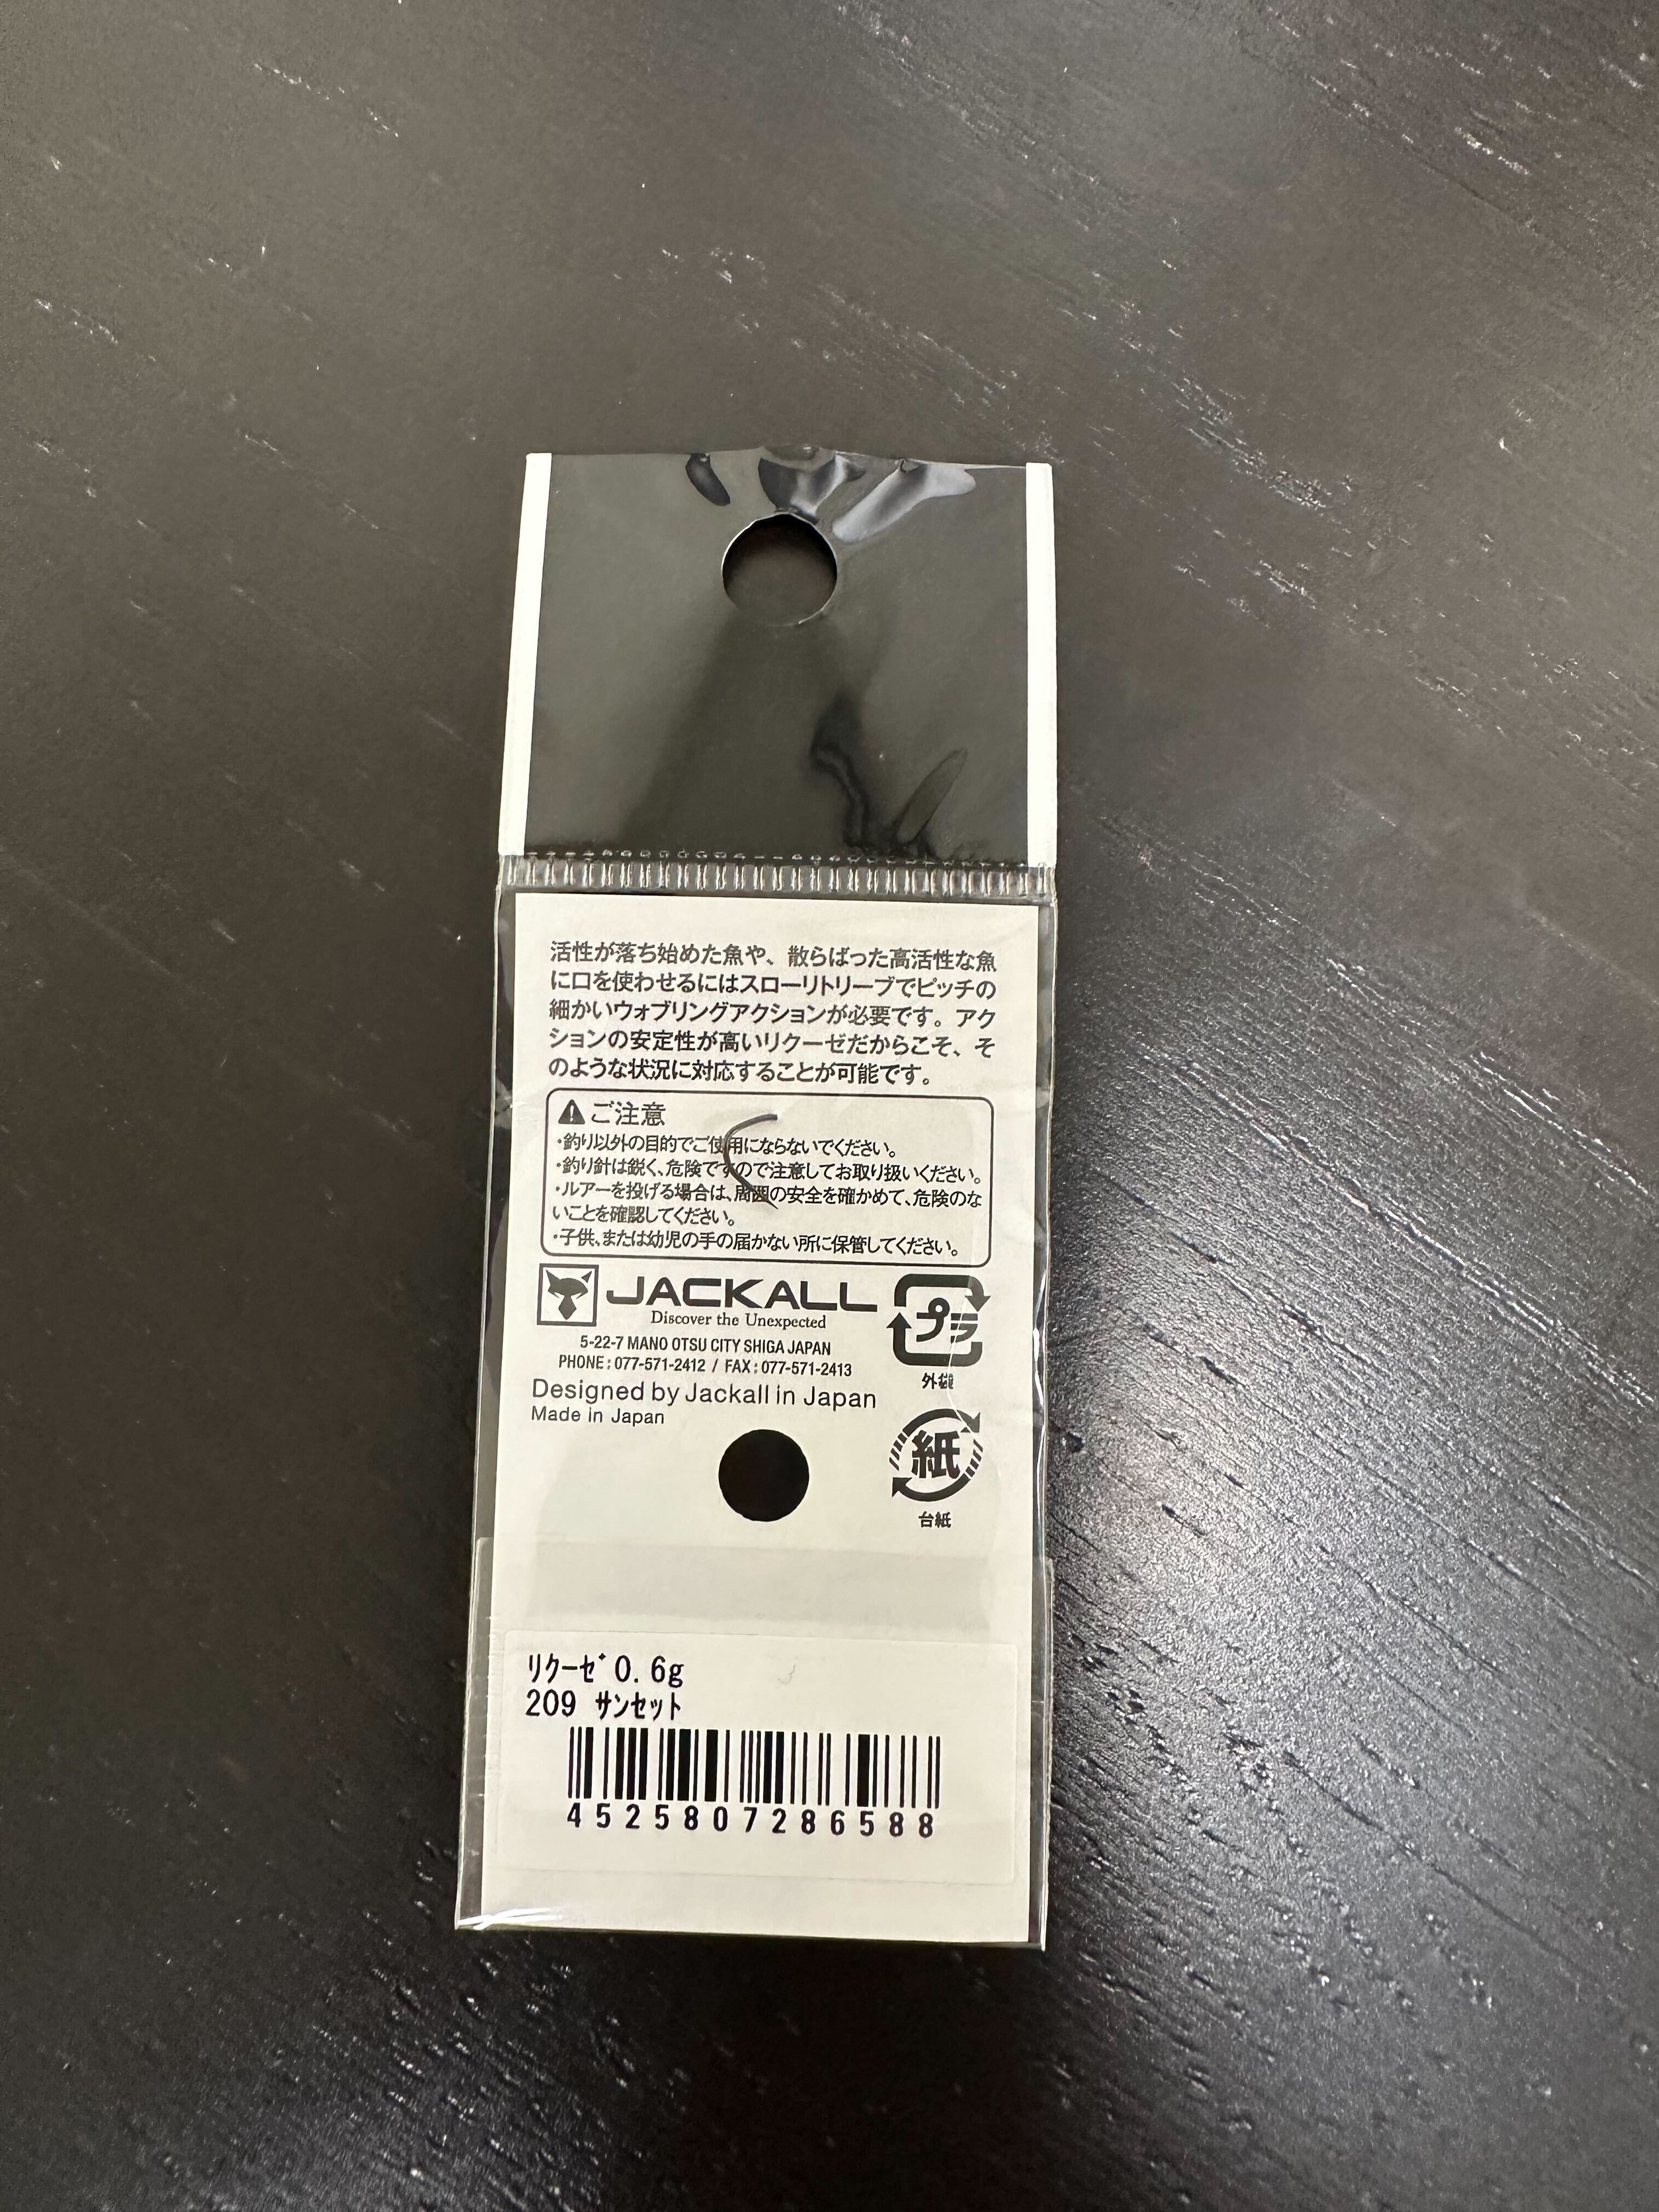 活性が落ち始めた魚や、散らばった高活性な魚
に口を使わせるにはスローリトリーブでピッチの
細かいウォブリングアクションが必要です。アク
ションの安定性が高いリクーゼだからこそ、そ
のような状況に対応することが可能です。
ご注意
・釣り以外の目的でご使用にならないでください。
・釣り針は鋭く、危険ですので注意してお取り扱いください。
・ルアーを投げる場合は、周囲の安全を確かめて、危険のな
いことを確認してください。
・子供、または幼児の手の届かない所に保管してください。
JACKALL
Discover the Unexpected
5-22-7 MANO OTSU CITY SHIGA JAPAN
PHONE : 077-571-2412 / FAX : 077-571-2413
Designed by Jackall in Japan
Made in Japan
プラ
外袋
紙
台紙
ﾘｸｰｾﾞ 0.6g
209 ｻﾝｾｯﾄ
4525807286588